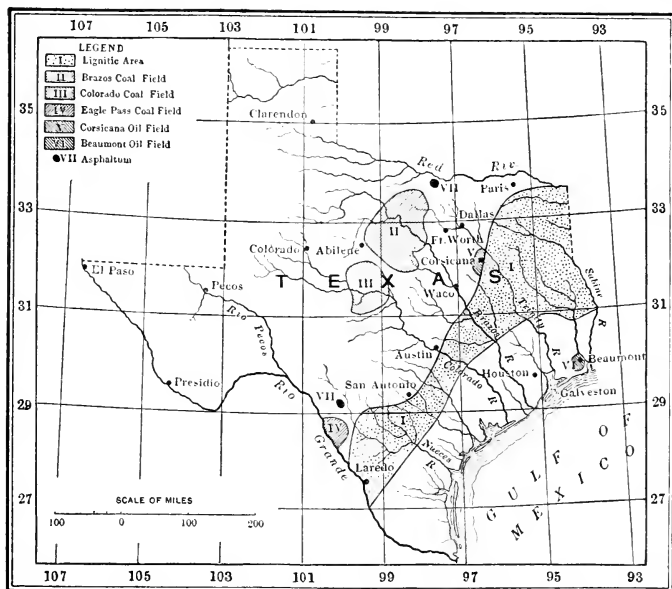 107 105 103 101 99 97 95 93
LEGEND
I Lignitic Area
II Brazos Coal Field
III Colorado Coal Field
IV Eagle Pass Coal Field
V Corsicana Oil Field
VI Beaumont Oil Field
VII Asphaltum
35 35
Clarendon
Red Riv
VII
Paris
33 33
Dallas
II
Ft. Worth
Colorado
Abilene
Corsicana
V
I
El Paso
TEXAS
Pecos
III
Waco
Sabine R
Trinity R
31 31
Rio Pecos
Brazos R
Austin
VI
Beaumont
Colorado R
Houston
Presidio
Rio Grande
San Antonio
Galveston
29 29
VII
I
IV
Nueces R
Laredo
GULF OF
MEXICO
27 27
SCALE OF MILES
100 0 100 200
107 105 103 101 99 97 95 93